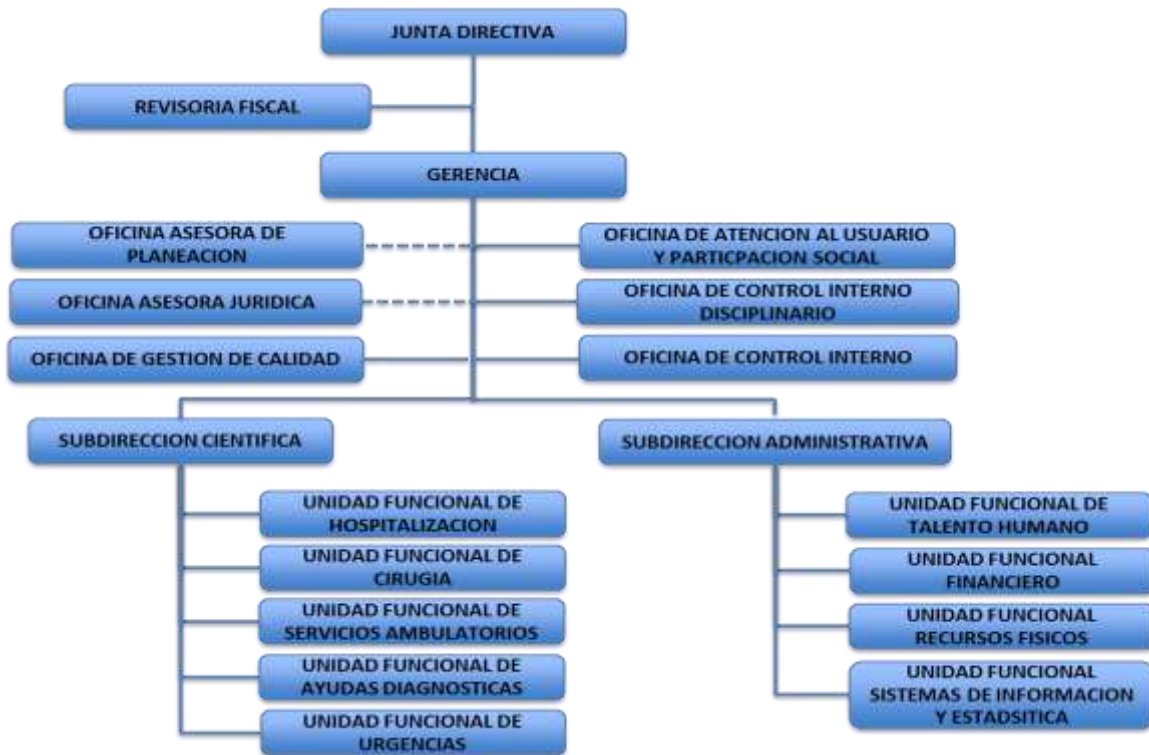 JUNTA DIRECTIVA
REVISORIA FISCAL
GERENCIA
OFICINA ASESORA DE
PLANEACION
OFICINA DE ATENCION AL USUARIO
Y PARTICPACION SOCIAL
OFICINA ASESORA JURIDICA
OFICINA DE CONTROL INTERNO
DISCIPLINARIO
OFICINA DE GESTION DE CALIDAD
OFICINA DE CONTROL INTERNO
SUBDIRECCION CIENTIFICA
SUBDIRECCION ADMINISTRATIVA
UNIDAD FUNCIONAL DE
HOSPITALIZACION
UNIDAD FUNCIONAL DE
CIRUGIA
UNIDAD FUNCIONAL DE
SERVICIOS AMBULATORIOS
UNIDAD FUNCIONAL DE
AYUDAS DIAGNOSTICAS
UNIDAD FUNCIONAL DE
URGENCIAS
UNIDAD FUNCIONAL DE
TALENTO HUMANO
UNIDAD FUNCIONAL
FINANCIERO
UNIDAD FUNCIONAL
RECURSOS FISICOS
UNIDAD FUNCIONAL
SISTEMAS DE INFORMACION
Y ESTADSITICA